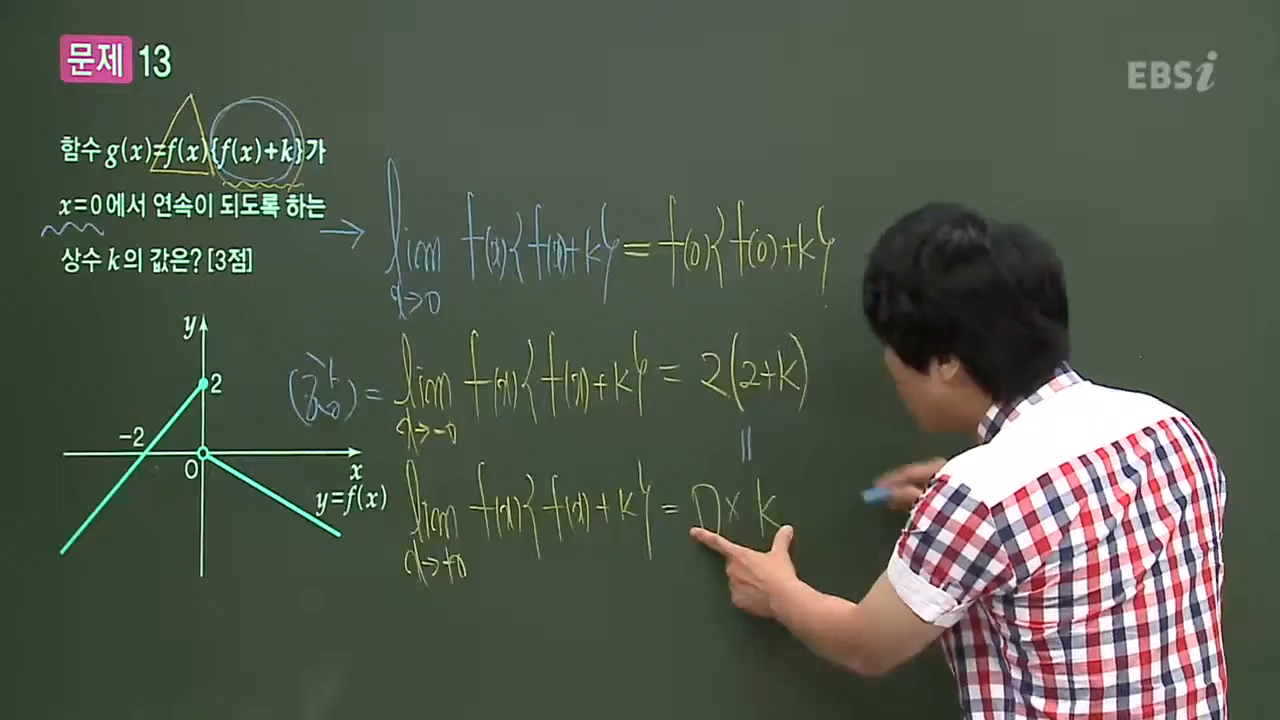 문제 13
EBSi
함수 g(x)=f(x){f(x)+k}가
x=0에서 연속이 되도록 하는
상수 k의 값은? [3점]
lim x→0 f(x){f(x)+k} = f(0){f(0)+k}
= lim x→-0 f(x){f(x)+k} = 2(2+k)
=
lim x→+0 f(x){f(x)+k} = 0×k
y
2
-2
0
x
y=f(x)